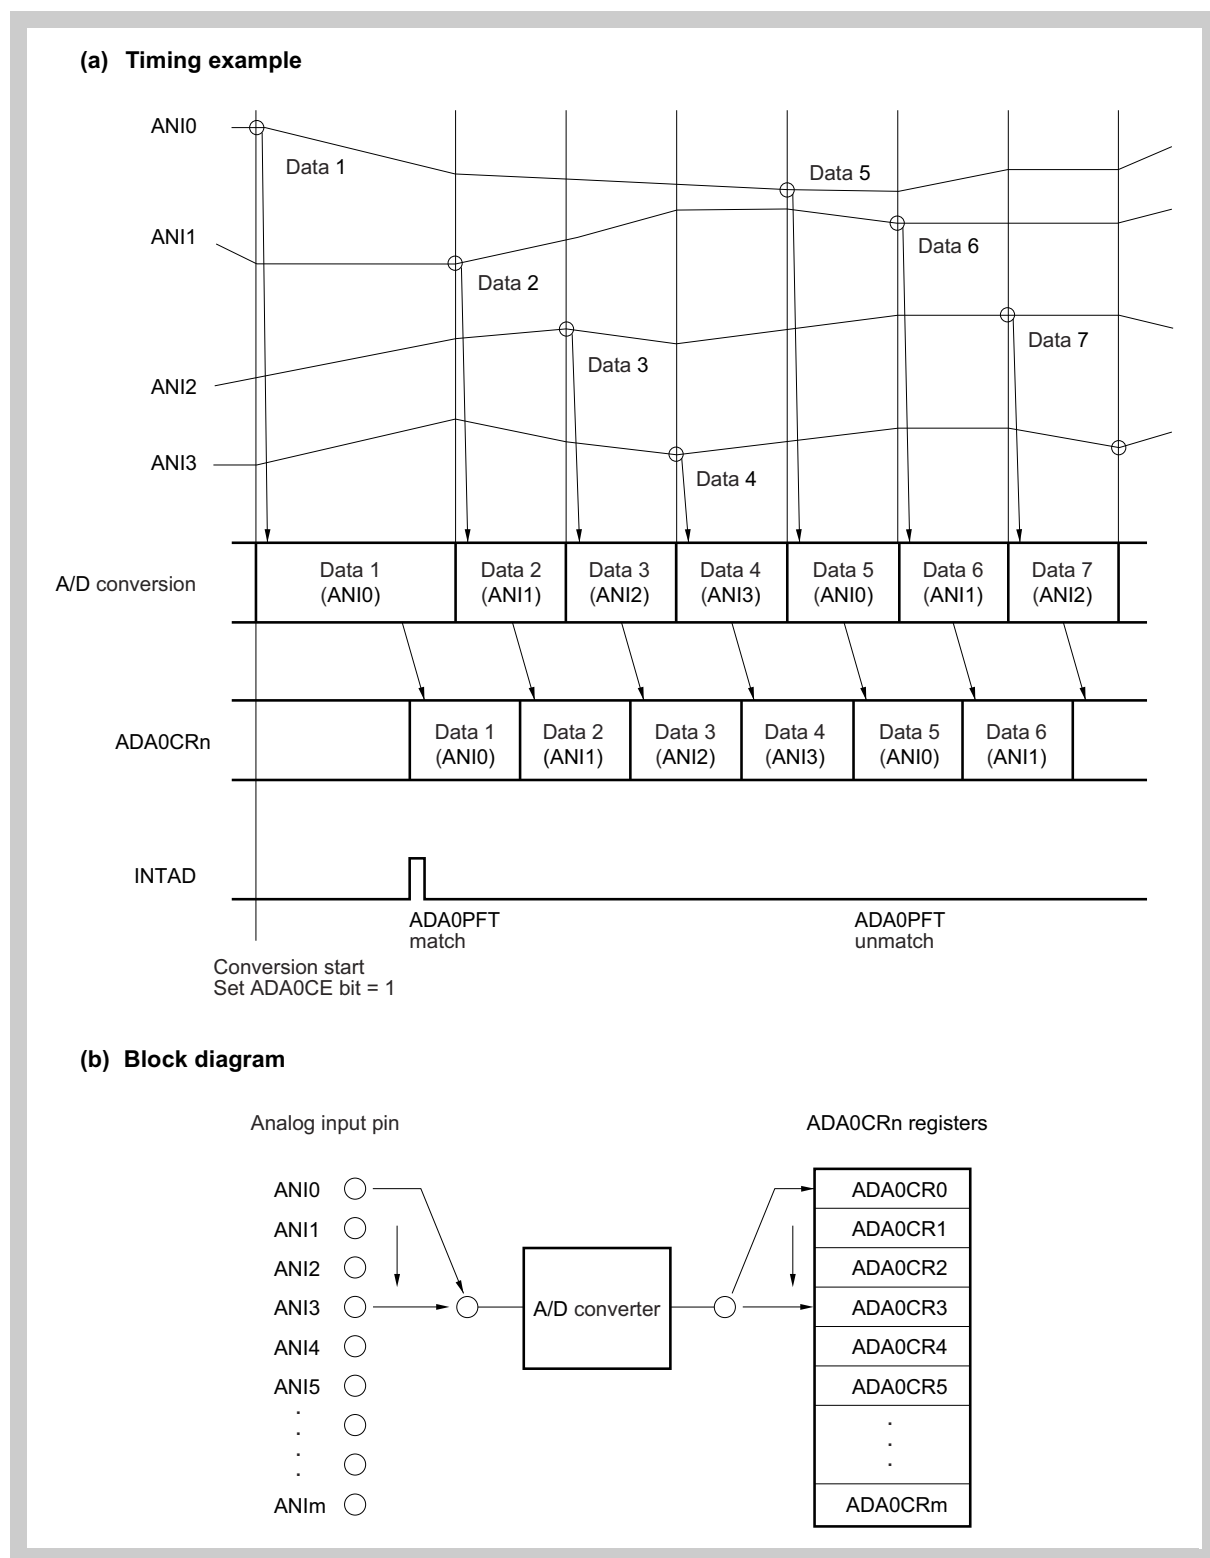 (a) Timing example
ANI0
Data 1
Data 5
ANI1
Data 6
Data 2
Data 7
Data 3
ANI2
ANI3
Data 4
A/D conversion
Data 1 Data 2 Data 3 Data 4 Data 5 Data 6 Data 7
(ANI0) (ANI1) (ANI2) (ANI3) (ANI0) (ANI1) (ANI2)
ADA0CRn
Data 1 Data 2 Data 3 Data 4 Data 5 Data 6
(ANI0) (ANI1) (ANI2) (ANI3) (ANI0) (ANI1)
INTAD
ADA0PFT
match
ADA0PFT
unmatch
Conversion start
Set ADA0CE bit = 1
(b) Block diagram
Analog input pin
ADA0CRn registers
ANI0
ADA0CR0
ANI1
ADA0CR1
ANI2
ADA0CR2
ANI3
A/D converter
ADA0CR3
ANI4
ADA0CR4
ANI5
ADA0CR5
ANIm
ADA0CRm